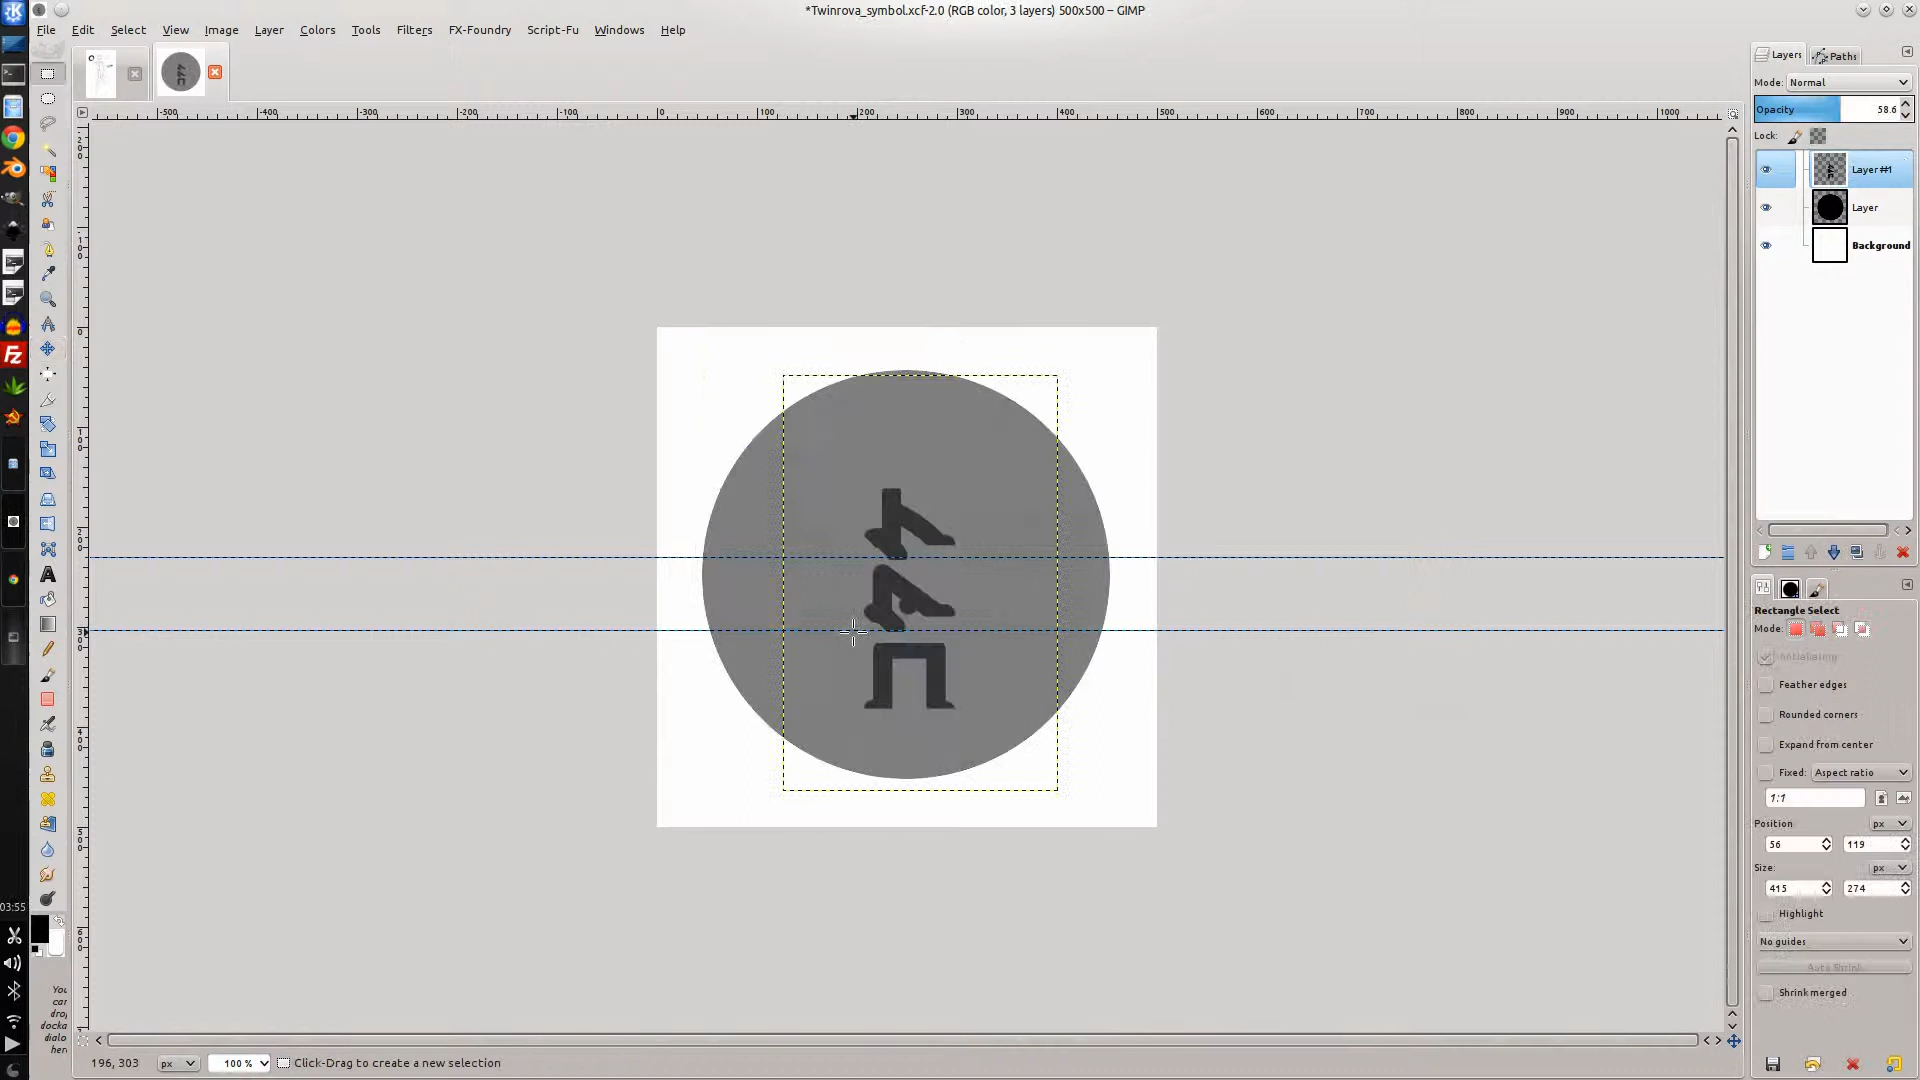 *Twinrova_symbol.xcf-2.0 (RGB color, 3 layers) 500x500 – GIMP
File Edit Select View Image Layer Colors Tools Filters FX-Foundry Script-Fu Windows Help
Layers Paths
Mode: Normal
Opacity 58.6
Lock:
-500 -400 -300 -200 -100 0 100 200 300 400 500 600 700 800 900 1000
Layer #1
Layer
Background
Rectangle Select
Mode:
Antialiasing
Feather edges
Rounded corners
Expand from center
Fixed: Aspect ratio
1:1
Position px
56 119
Size: px
415 274
Highlight
No guides
Auto Shrink
Shrink merged
Fz
03:55
You
can
drop
docka
dialo
here
196, 303 px 100 % Click-Drag to create a new selection